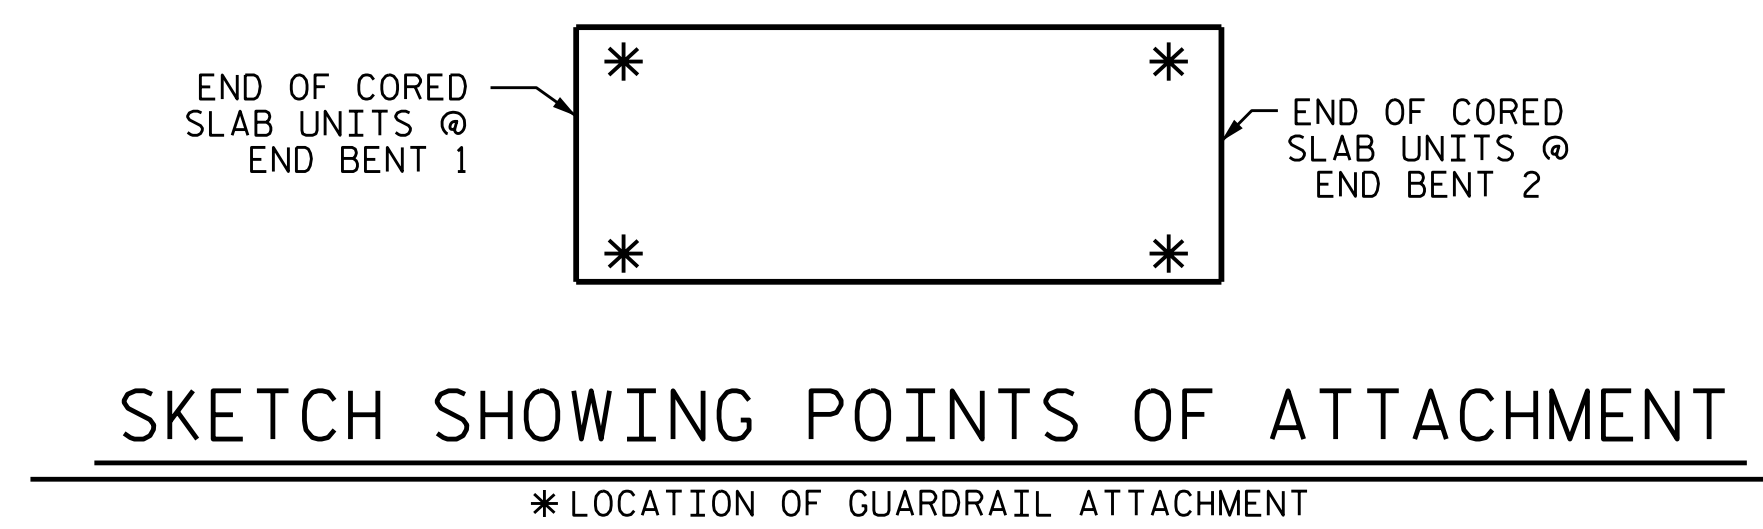 END OF CORED
SLAB UNITS @
END BENT 1
END OF CORED
SLAB UNITS @
END BENT 2
SKETCH SHOWING POINTS OF ATTACHMENT
* LOCATION OF GUARDRAIL ATTACHMENT